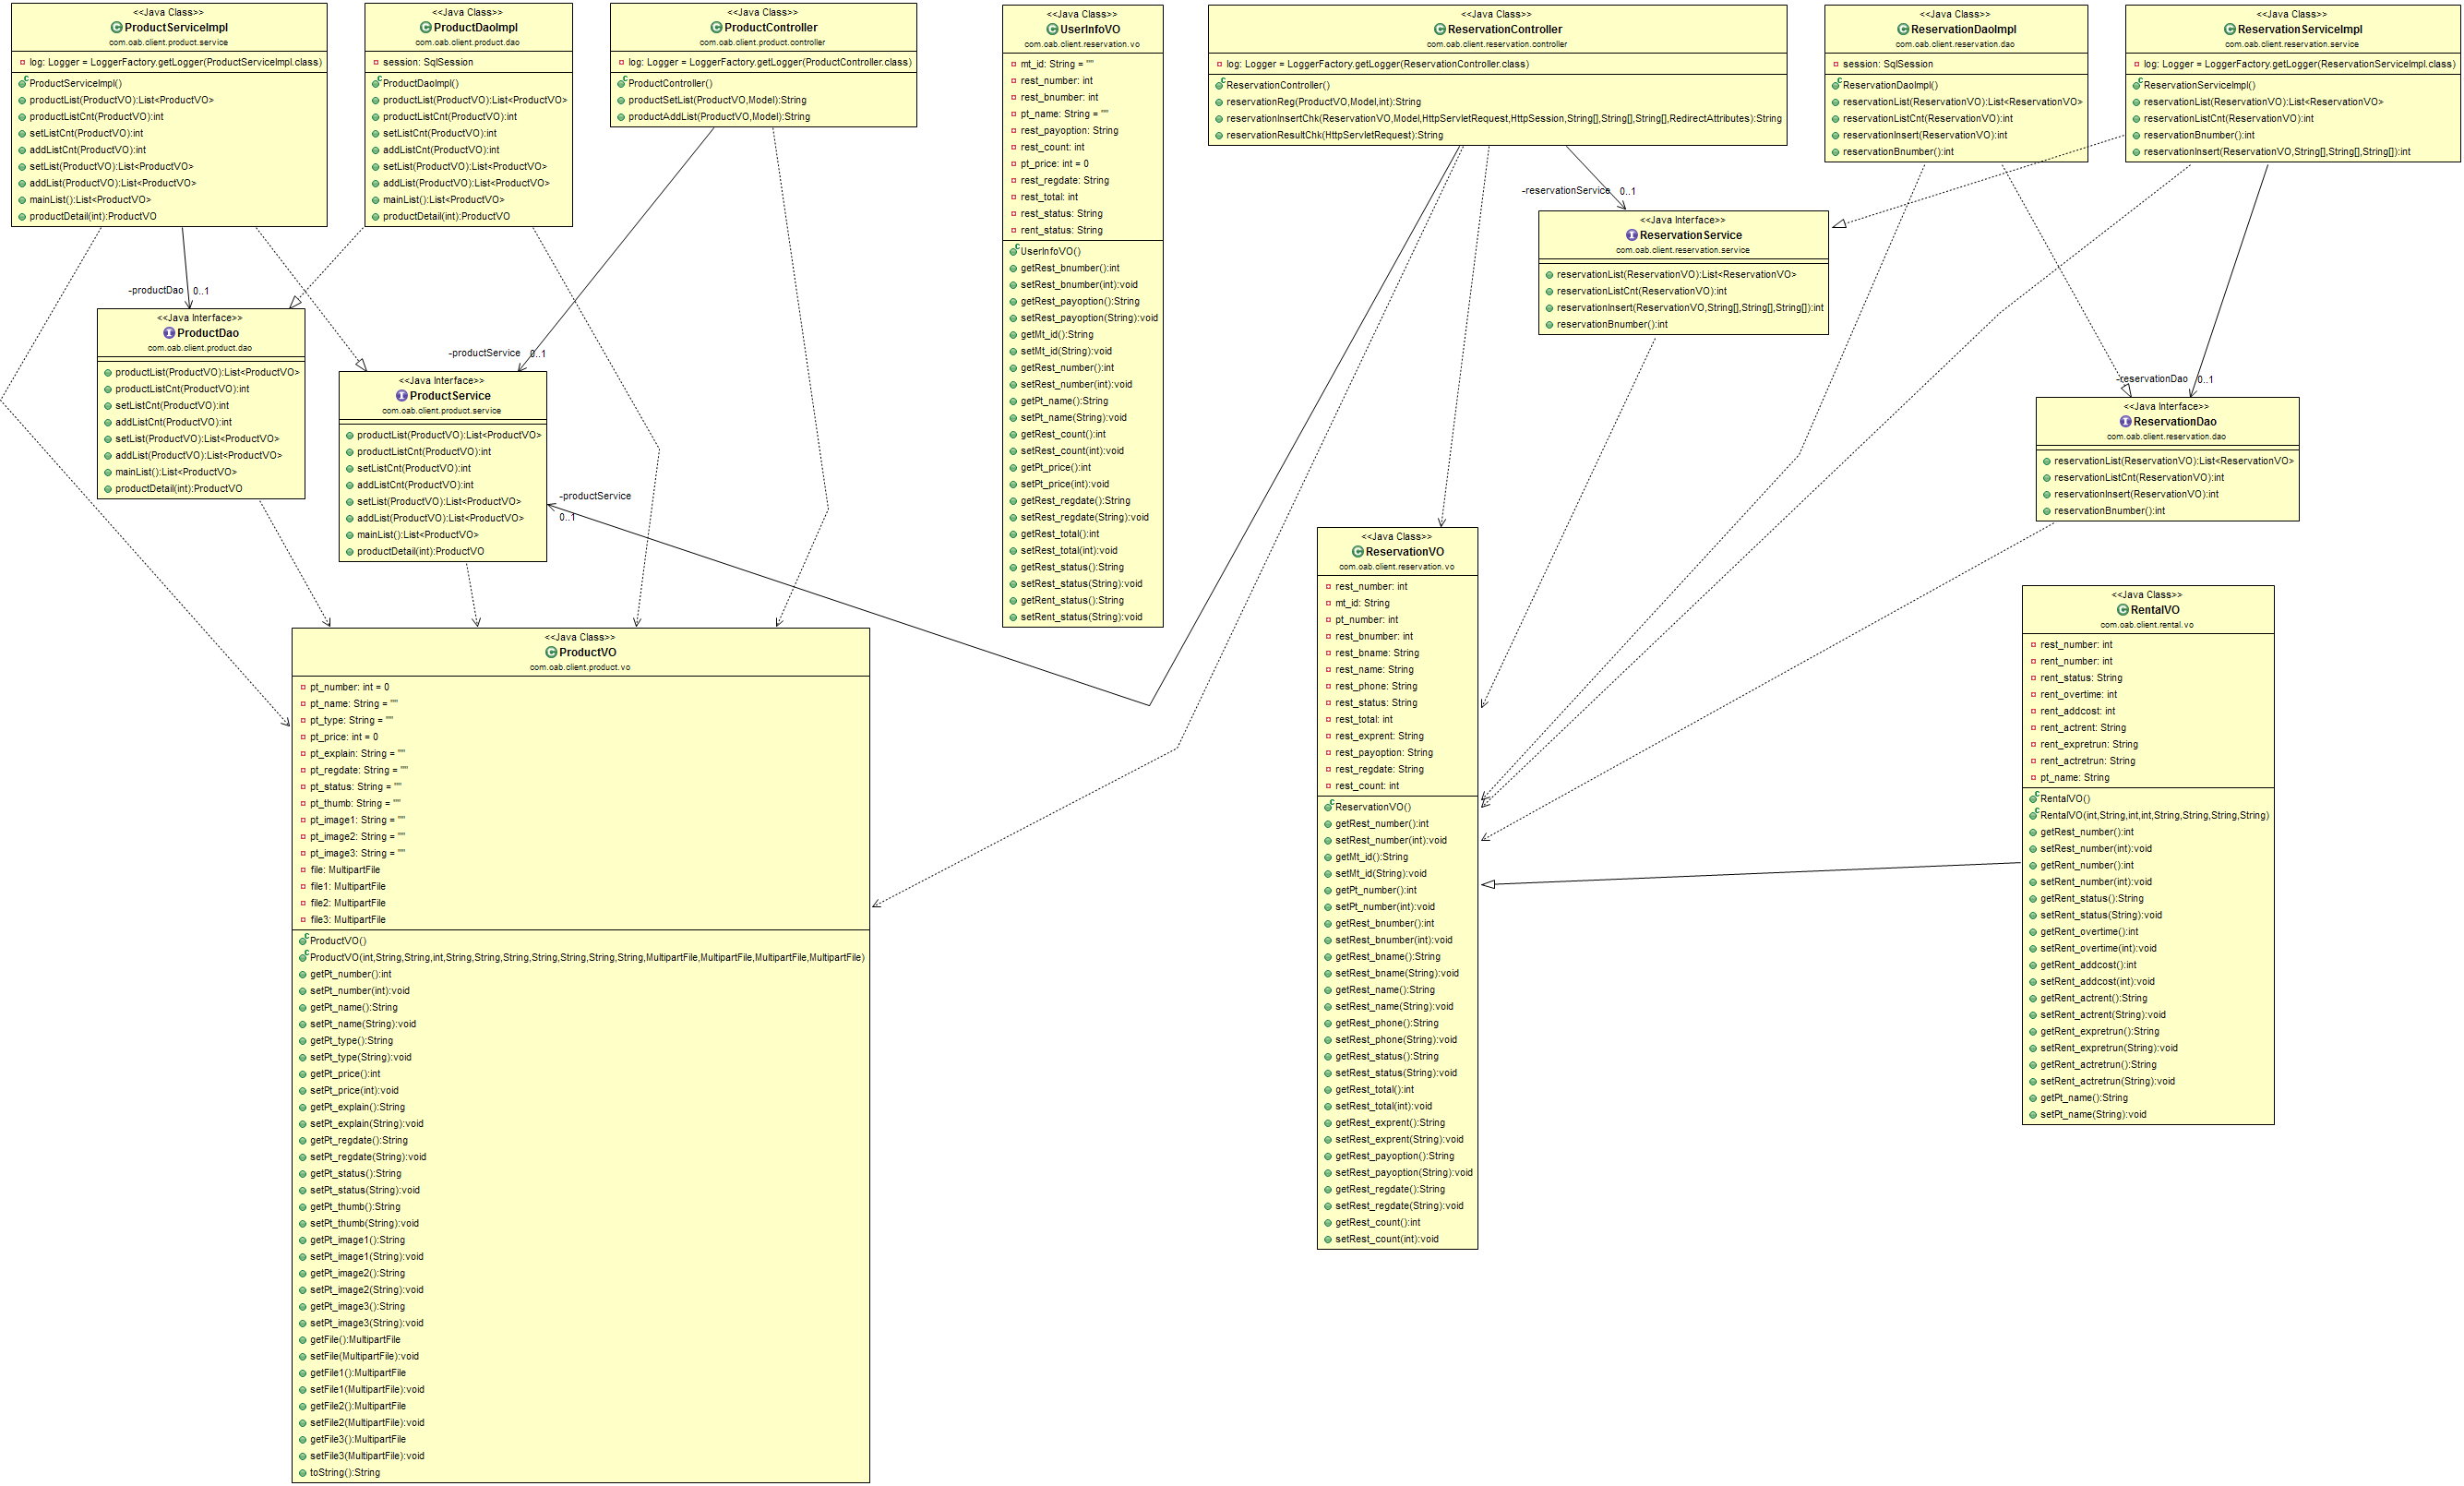 <<Java Class>>
ProductServiceImpl
com.oab.client.product.service
log: Logger = LoggerFactory.getLogger(ProductServiceImpl.class)
ProductServiceImpl()
productList(ProductVO):List<ProductVO>
productListCnt(ProductVO):int
setListCnt(ProductVO):int
addListCnt(ProductVO):int
setList(ProductVO):List<ProductVO>
addList(ProductVO):List<ProductVO>
mainList():List<ProductVO>
productDetail(int):ProductVO
<<Java Class>>
ProductDaoImpl
com.oab.client.product.dao
session: SqlSession
ProductDaoImpl()
productList(ProductVO):List<ProductVO>
productListCnt(ProductVO):int
setListCnt(ProductVO):int
addListCnt(ProductVO):int
setList(ProductVO):List<ProductVO>
addList(ProductVO):List<ProductVO>
mainList():List<ProductVO>
productDetail(int):ProductVO
<<Java Class>>
ProductController
com.oab.client.product.controller
log: Logger = LoggerFactory.getLogger(ProductController.class)
ProductController()
productSetList(ProductVO,Model):String
productAddList(ProductVO,Model):String
<<Java Class>>
UserInfoVO
com.oab.client.reservation.vo
mt_id: String = ""
rest_number: int
rest_bnumber: int
pt_name: String = ""
rest_payoption: String
rest_count: int
pt_price: int = 0
rest_regdate: String
rest_total: int
rest_status: String
rent_status: String
UserInfoVO()
getRest_bnumber():int
setRest_bnumber(int):void
getRest_payoption():String
setRest_payoption(String):void
getMt_id():String
setMt_id(String):void
getRest_number():int
setRest_number(int):void
getPt_name():String
setPt_name(String):void
getRest_count():int
setRest_count(int):void
getPt_price():int
setPt_price(int):void
getRest_regdate():String
setRest_regdate(String):void
getRest_total():int
setRest_total(int):void
getRest_status():String
setRest_status(String):void
getRent_status():String
setRent_status(String):void
<<Java Class>>
ReservationController
com.oab.client.reservation.controller
log: Logger = LoggerFactory.getLogger(ReservationController.class)
ReservationController()
reservationReg(ProductVO,Model,int):String
reservationInsertChk(ReservationVO,Model,HttpServletRequest,HttpSession,String[],String[],String[],RedirectAttributes):String
reservationResultChk(HttpServletRequest):String
<<Java Class>>
ReservationDaoImpl
com.oab.client.reservation.dao
session: SqlSession
ReservationDaoImpl()
reservationList(ReservationVO):List<ReservationVO>
reservationListCnt(ReservationVO):int
reservationInsert(ReservationVO):int
reservationBnumber():int
<<Java Class>>
ReservationServiceImpl
com.oab.client.reservation.service
log: Logger = LoggerFactory.getLogger(ReservationServiceImpl.class)
ReservationServiceImpl()
reservationList(ReservationVO):List<ReservationVO>
reservationListCnt(ReservationVO):int
reservationBnumber():int
reservationInsert(ReservationVO,String[],String[],String[]):int
-reservationService 0..1
<<Java Interface>>
ReservationService
com.oab.client.reservation.service
reservationList(ReservationVO):List<ReservationVO>
reservationListCnt(ReservationVO):int
reservationInsert(ReservationVO,String[],String[],String[]):int
reservationBnumber():int
-productDao 0..1
<<Java Interface>>
ProductDao
com.oab.client.product.dao
productList(ProductVO):List<ProductVO>
productListCnt(ProductVO):int
setListCnt(ProductVO):int
addListCnt(ProductVO):int
setList(ProductVO):List<ProductVO>
addList(ProductVO):List<ProductVO>
mainList():List<ProductVO>
productDetail(int):ProductVO
-productService 0..1
<<Java Interface>>
ProductService
com.oab.client.product.service
productList(ProductVO):List<ProductVO>
productListCnt(ProductVO):int
setListCnt(ProductVO):int
addListCnt(ProductVO):int
setList(ProductVO):List<ProductVO>
addList(ProductVO):List<ProductVO>
mainList():List<ProductVO>
productDetail(int):ProductVO
-productService
0..1
-reservationDao 0..1
<<Java Interface>>
ReservationDao
com.oab.client.reservation.dao
reservationList(ReservationVO):List<ReservationVO>
reservationListCnt(ReservationVO):int
reservationInsert(ReservationVO):int
reservationBnumber():int
<<Java Class>>
ReservationVO
com.oab.client.reservation.vo
rest_number: int
mt_id: String
pt_number: int
rest_bnumber: int
rest_bname: String
rest_name: String
rest_phone: String
rest_status: String
rest_total: int
rest_exprent: String
rest_payoption: String
rest_regdate: String
rest_count: int
ReservationVO()
getRest_number():int
setRest_number(int):void
getMt_id():String
setMt_id(String):void
getPt_number():int
setPt_number(int):void
getRest_bnumber():int
setRest_bnumber(int):void
getRest_bname():String
setRest_bname(String):void
getRest_name():String
setRest_name(String):void
getRest_phone():String
setRest_phone(String):void
getRest_status():String
setRest_status(String):void
getRest_total():int
setRest_total(int):void
getRest_exprent():String
setRest_exprent(String):void
getRest_payoption():String
setRest_payoption(String):void
getRest_regdate():String
setRest_regdate(String):void
getRest_count():int
setRest_count(int):void
<<Java Class>>
RentalVO
com.oab.client.rental.vo
rest_number: int
rent_number: int
rent_status: String
rent_overtime: int
rent_addcost: int
rent_actrent: String
rent_expretrun: String
rent_actretrun: String
pt_name: String
RentalVO()
RentalVO(int,String,int,int,String,String,String,String)
getRest_number():int
setRest_number(int):void
getRent_number():int
setRent_number(int):void
getRent_status():String
setRent_status(String):void
getRent_overtime():int
setRent_overtime(int):void
getRent_addcost():int
setRent_addcost(int):void
getRent_actrent():String
setRent_actrent(String):void
getRent_expretrun():String
setRent_expretrun(String):void
getRent_actretrun():String
setRent_actretrun(String):void
getPt_name():String
setPt_name(String):void
<<Java Class>>
ProductVO
com.oab.client.product.vo
pt_number: int = 0
pt_name: String = ""
pt_type: String = ""
pt_price: int = 0
pt_explain: String = ""
pt_regdate: String = ""
pt_status: String = ""
pt_thumb: String = ""
pt_image1: String = ""
pt_image2: String = ""
pt_image3: String = ""
file: MultipartFile
file1: MultipartFile
file2: MultipartFile
file3: MultipartFile
ProductVO()
ProductVO(int,String,String,int,String,String,String,String,String,String,String,MultipartFile,MultipartFile,MultipartFile,MultipartFile)
getPt_number():int
setPt_number(int):void
getPt_name():String
setPt_name(String):void
getPt_type():String
setPt_type(String):void
getPt_price():int
setPt_price(int):void
getPt_explain():String
setPt_explain(String):void
getPt_regdate():String
setPt_regdate(String):void
getPt_status():String
setPt_status(String):void
getPt_thumb():String
setPt_thumb(String):void
getPt_image1():String
setPt_image1(String):void
getPt_image2():String
setPt_image2(String):void
getPt_image3():String
setPt_image3(String):void
getFile():MultipartFile
setFile(MultipartFile):void
getFile1():MultipartFile
setFile1(MultipartFile):void
getFile2():MultipartFile
setFile2(MultipartFile):void
getFile3():MultipartFile
setFile3(MultipartFile):void
toString():String